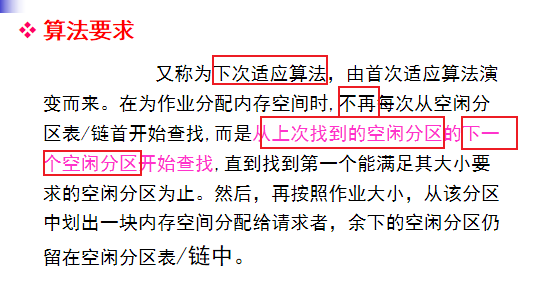 算法要求
又称为下次适应算法，由首次适应算法演
变而来。在为作业分配内存空间时,不再每次从空闲分
区表/链首开始查找,而是从上次找到的空闲分区的下一
个空闲分区开始查找,直到找到第一个能满足其大小要
求的空闲分区为止。然后，再按照作业大小，从该分区
中划出一块内存空间分配给请求者，余下的空闲分区仍
留在空闲分区表/链中。